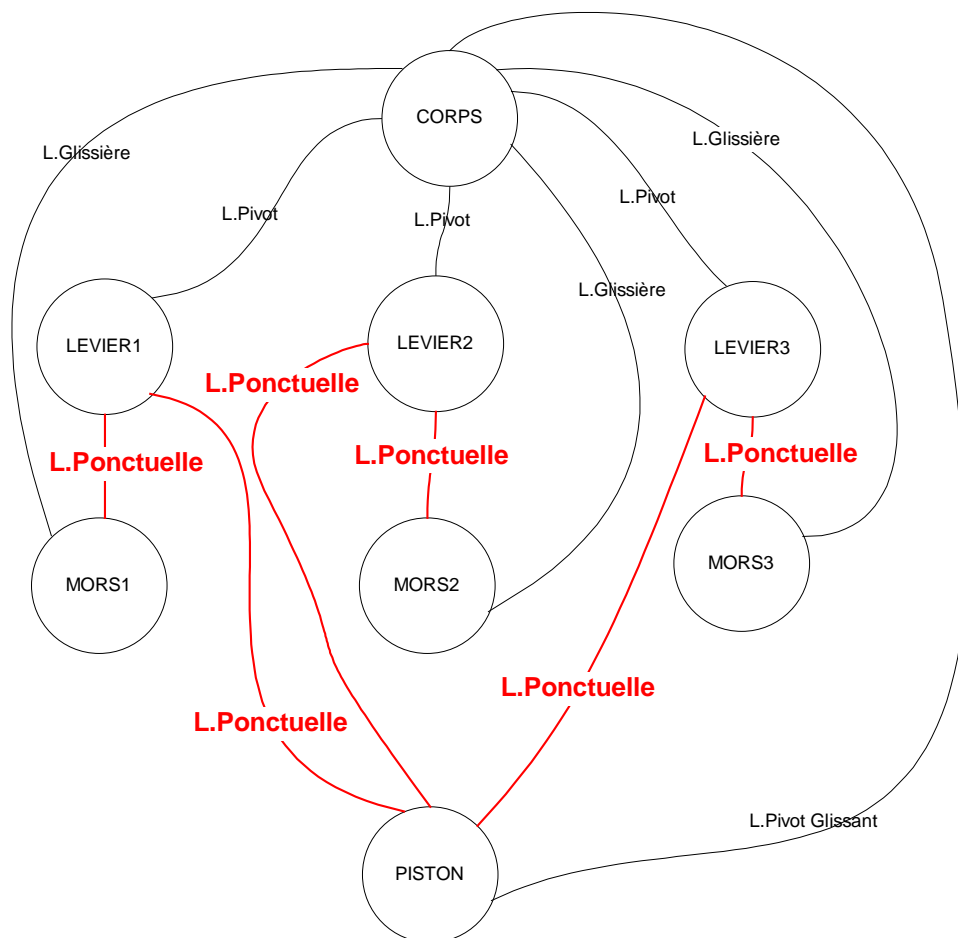 CORPS
L.Glissière
L.Glissière
L.Pivot
L.Pivot
L.Pivot
L.Glissière
LEVIER1
LEVIER2
LEVIER3
L.Ponctuelle
L.Ponctuelle
L.Ponctuelle
L.Ponctuelle
MORS1
MORS2
MORS3
L.Ponctuelle
L.Ponctuelle
L.Pivot Glissant
PISTON